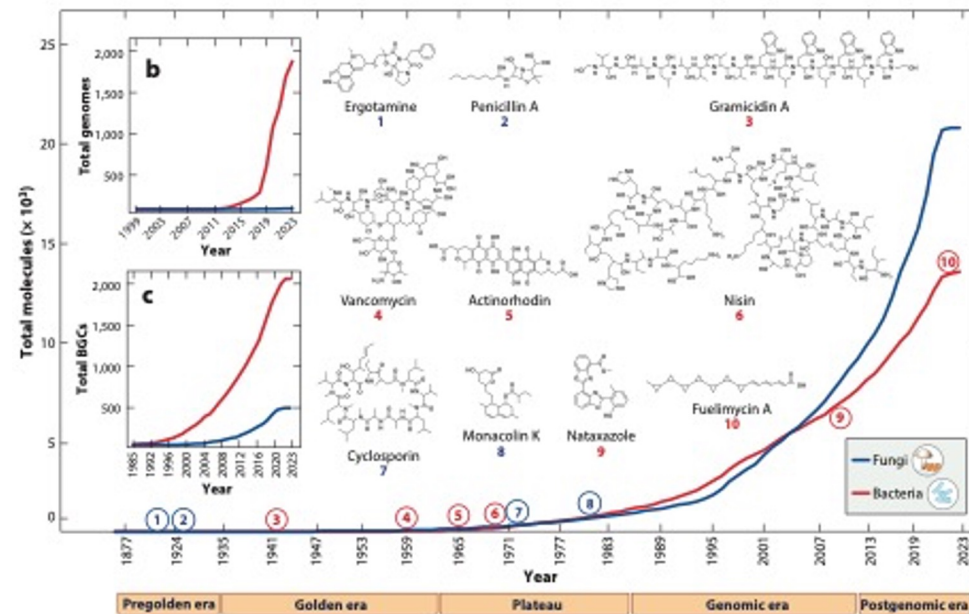 25
20
15
10
5
0
Total molecules (× 10³)
b
2,000
1,500
1,000
500
Total genomes
1999 2003 2007 2011 2015 2019 2023
Year
c
2,000
1,500
1,000
500
Total BGCs
1985 1992 1996 2000 2004 2008 2012 2016 2020 2023
Year
Ergotamine
1
Penicillin A
2
Gramicidin A
3
Vancomycin
4
Actinorhodin
5
Nisin
6
Cyclosporin
7
Monacolin K
8
Nataxazole
9
Fuelimycin A
10
10
9
Fungi
Bacteria
1 2 3 4 5 6 7 8
1877 1924 1935 1941 1947 1953 1959 1965 1971 1977 1983 1989 1995 2001 2007 2013 2019 2023
Year
Pregolden era Golden era Plateau Genomic era Postgenomic era